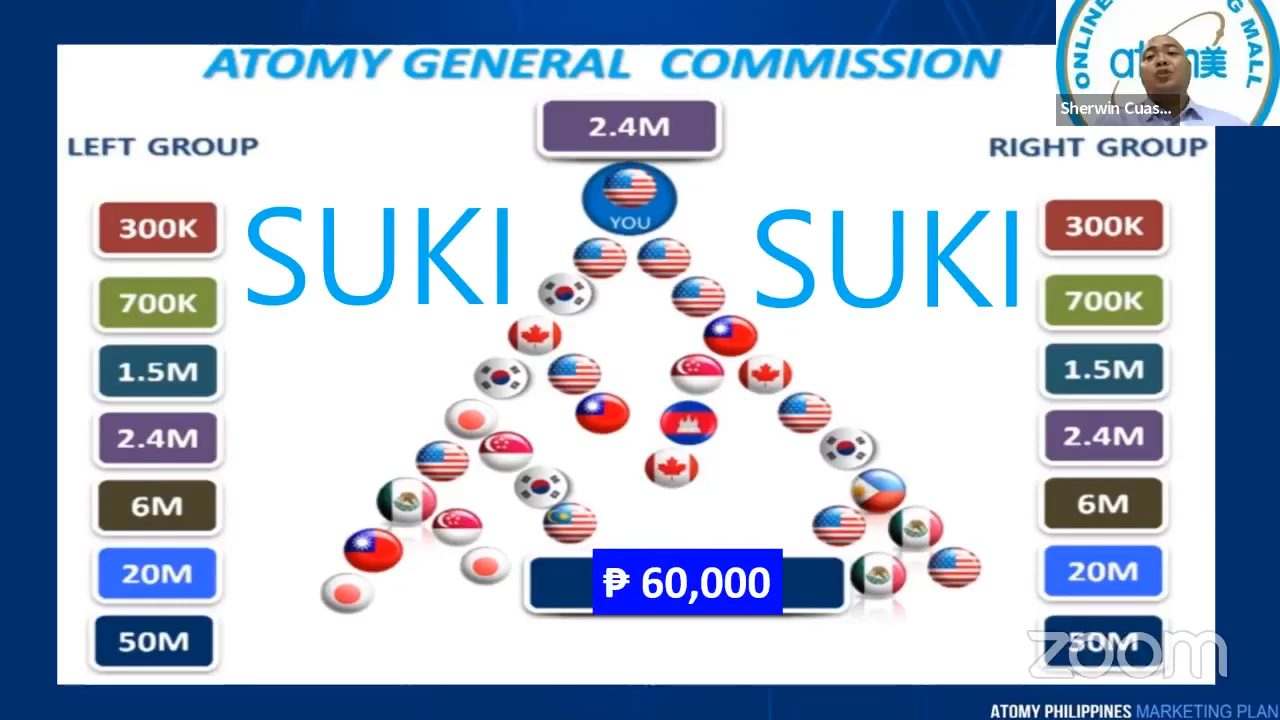 ATOMY GENERAL COMMISSION
2.4M
LEFT GROUP
RIGHT GROUP
YOU
SUKI
SUKI
300K
700K
1.5M
2.4M
6M
20M
50M
300K
700K
1.5M
2.4M
6M
20M
50M
₱ 60,000
Sherwin Cuas...
zoom
ATOMY PHILIPPINES MARKETING PLAN